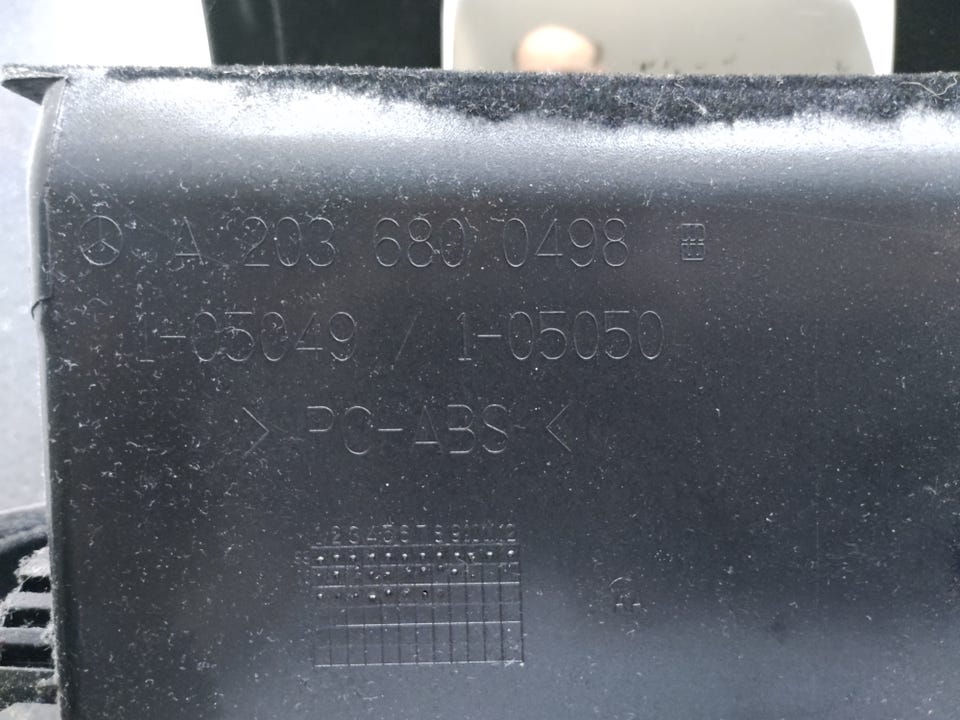 A 203 680 0498
1-05049 / 1-05050
> PC-ABS <
1 2 3 4 5 6 7 8 9 10 11 12